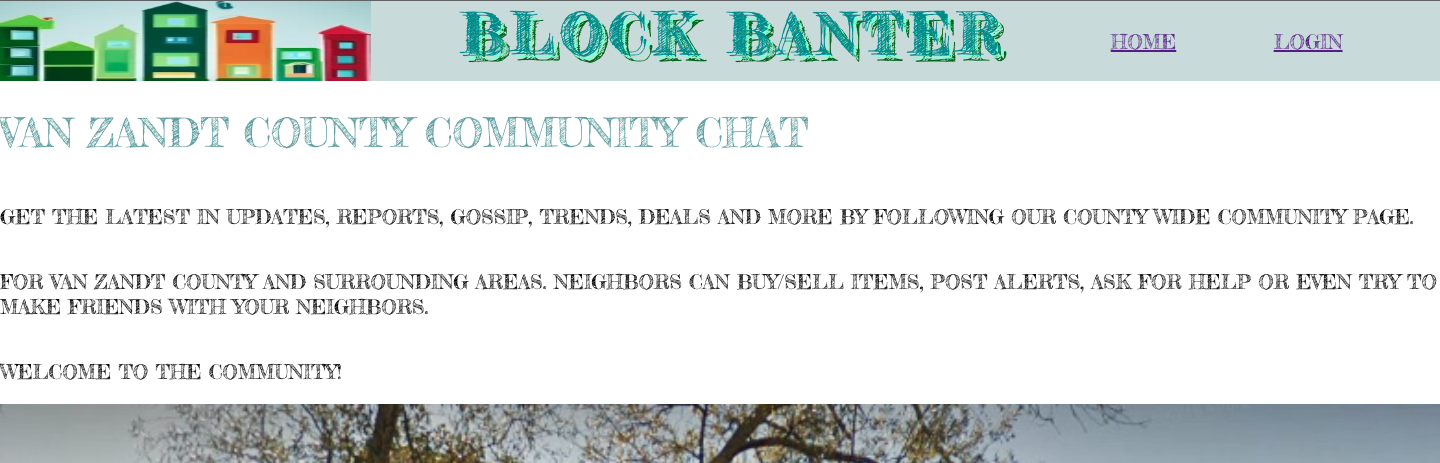 BLOCK BANTER
HOME
LOGIN
VAN ZANDT COUNTY COMMUNITY CHAT
GET THE LATEST IN UPDATES, REPORTS, GOSSIP, TRENDS, DEALS AND MORE BY FOLLOWING OUR COUNTY WIDE COMMUNITY PAGE.
FOR VAN ZANDT COUNTY AND SURROUNDING AREAS. NEIGHBORS CAN BUY/SELL ITEMS, POST ALERTS, ASK FOR HELP OR EVEN TRY TO
MAKE FRIENDS WITH YOUR NEIGHBORS.
WELCOME TO THE COMMUNITY!